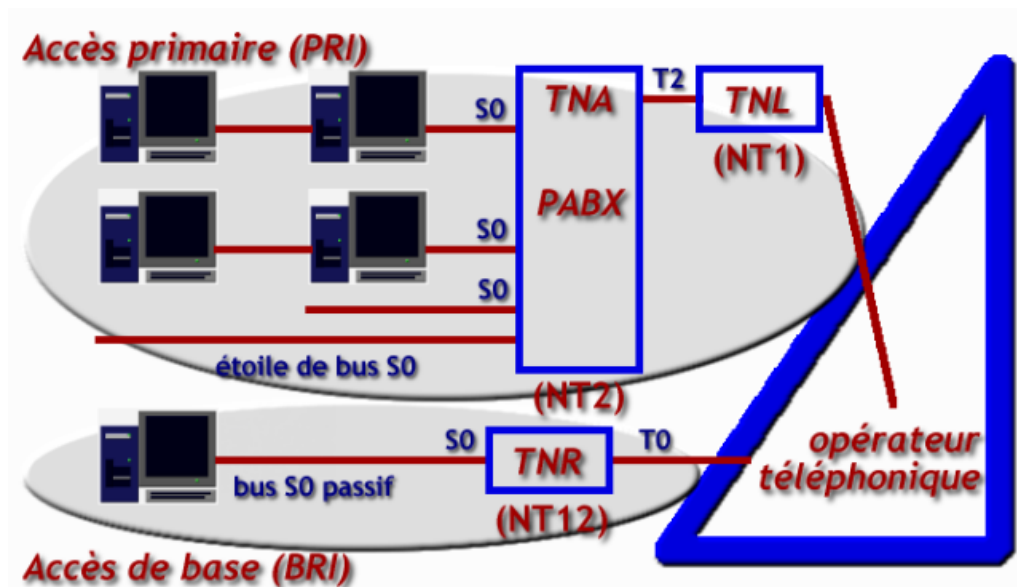 Accès primaire (PRI)
S0
TNA
T2
TNL
(NT1)
PABX
S0
S0
étoile de bus S0
(NT2)
S0
TNR
T0
opérateur
téléphonique
bus S0 passif
(NT12)
Accès de base (BRI)